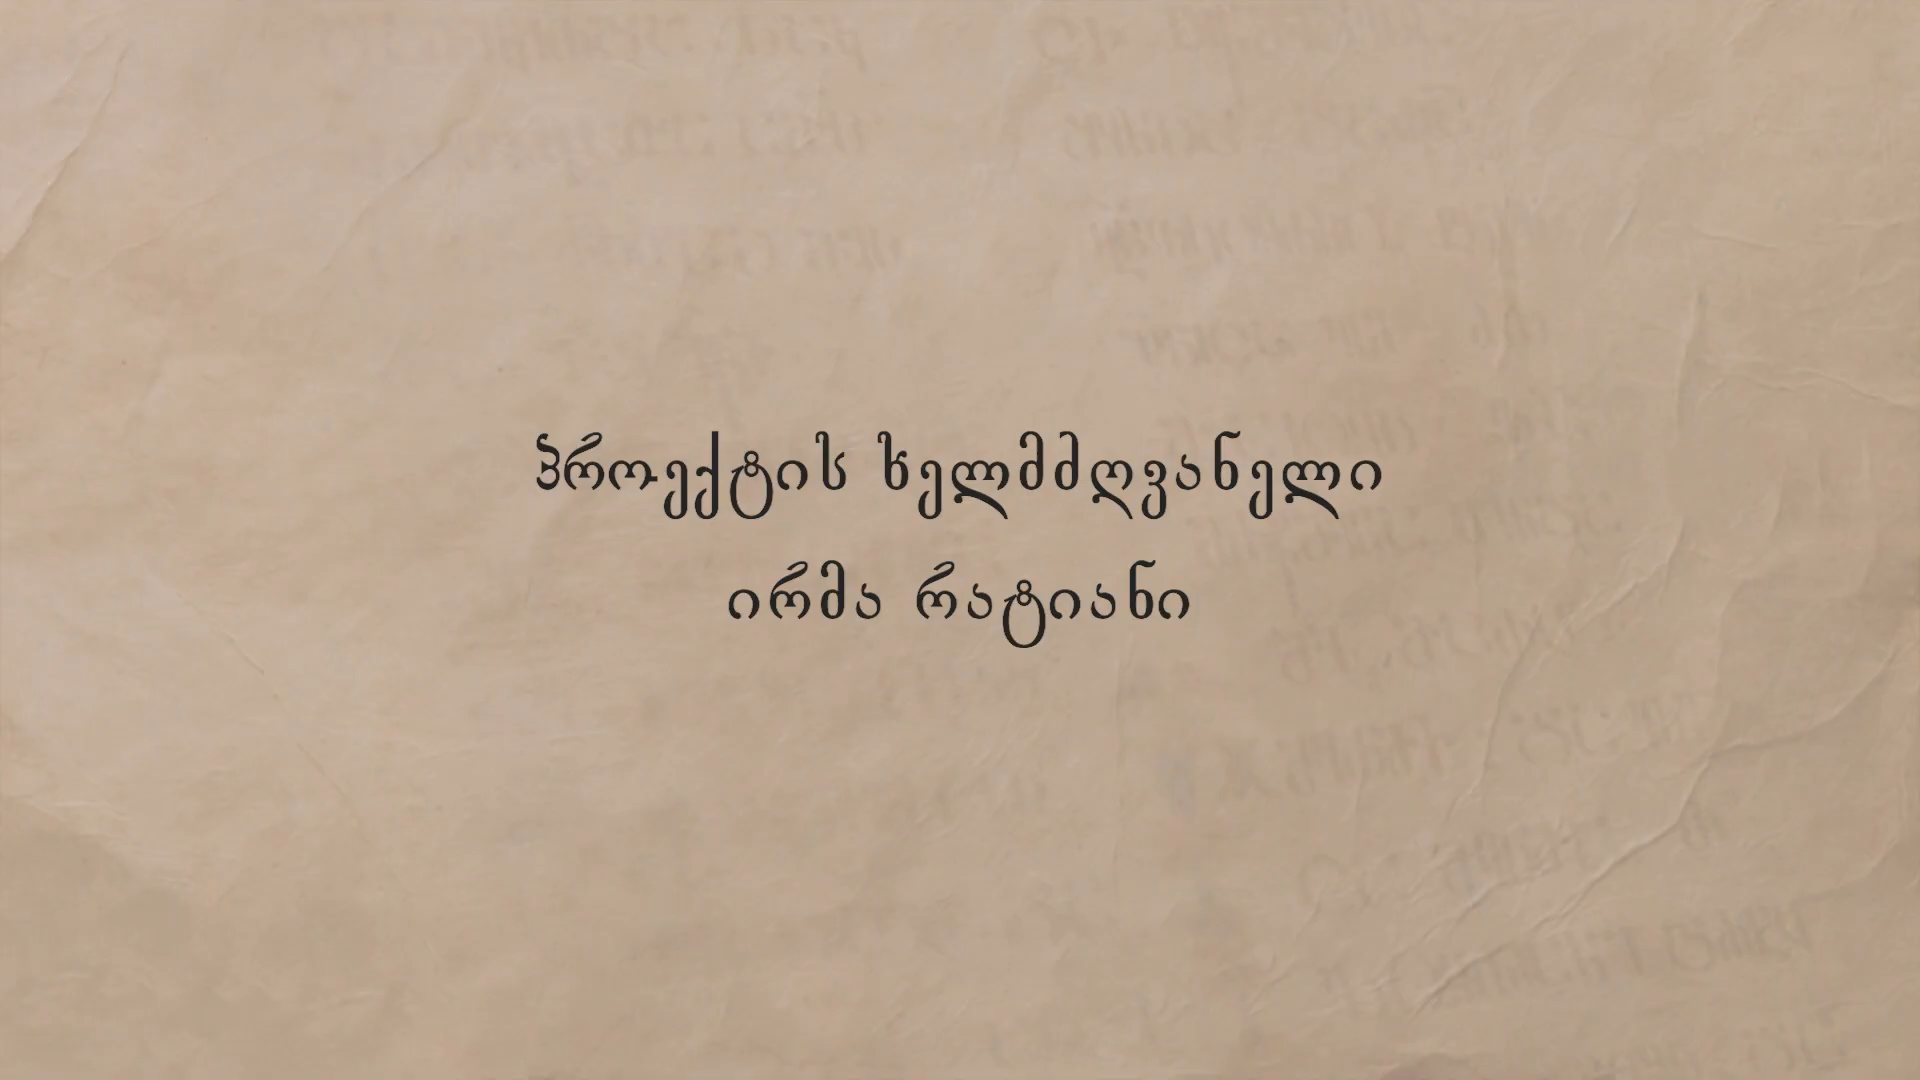 პროექტის ხელმძღვანელი
ირმა რატიანი